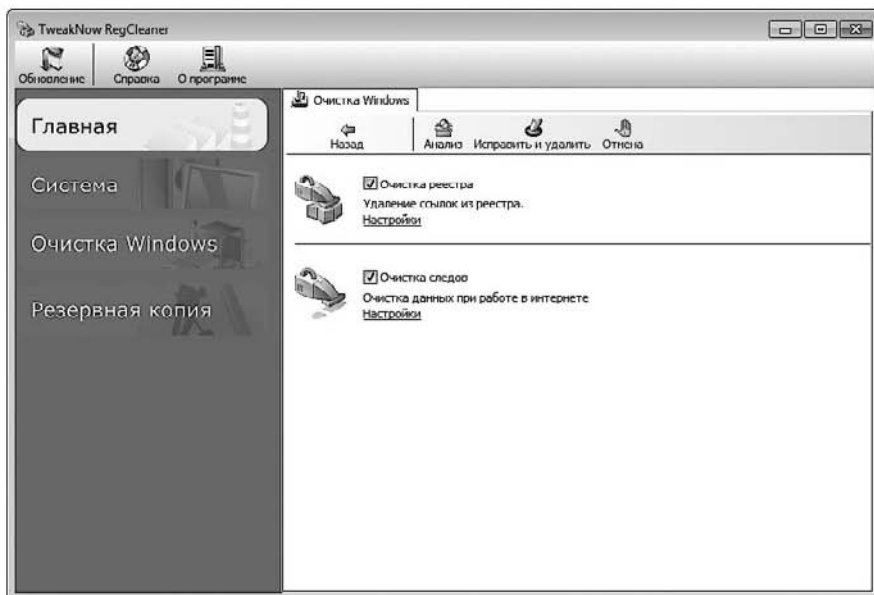 TweakNow RegCleaner
Обновление Справка О программе
Главная
Система
Очистка Windows
Резервная копия
Очистка Windows
Назад Анализ Исправить и удалить Отмена
Очистка реестра
Удаление ссылок из реестра.
Настройки
Очистка следов
Очистка данных при работе в интернете
Настройки